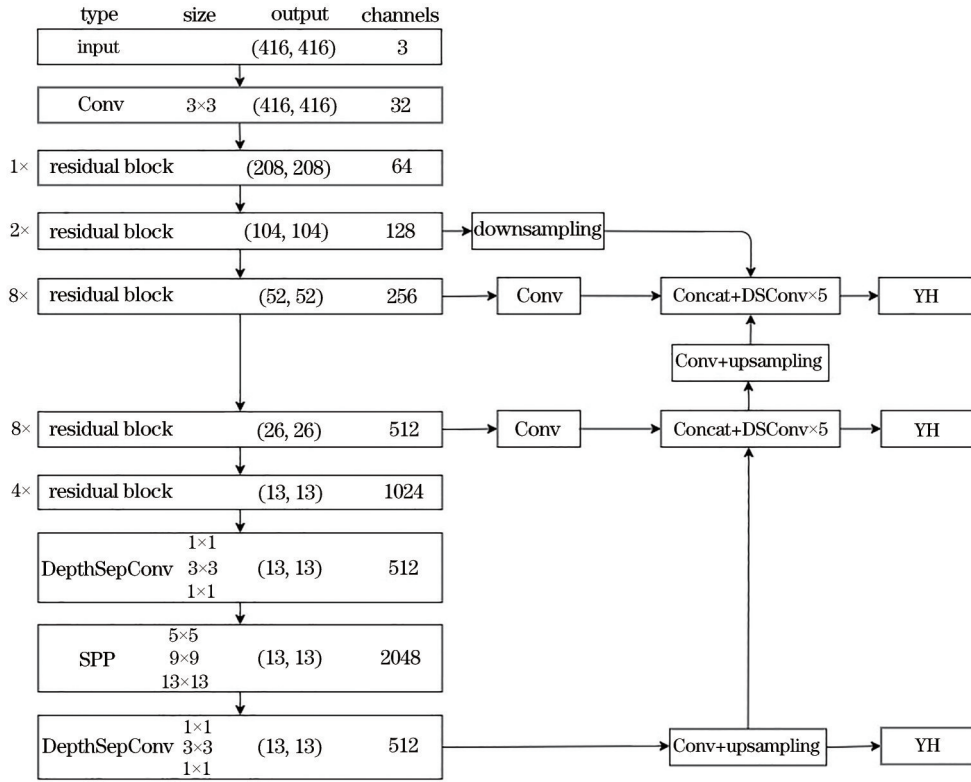 type size output channels
input (416, 416) 3
Conv 3×3 (416, 416) 32
1× residual block (208, 208) 64
2× residual block (104, 104) 128 downsampling
8× residual block (52, 52) 256 Conv Concat+DSConv×5 YH
Conv+upsampling
8× residual block (26, 26) 512 Conv Concat+DSConv×5 YH
4× residual block (13, 13) 1024
1×1
DepthSepConv 3×3 (13, 13) 512
1×1
5×5
SPP 9×9 (13, 13) 2048
13×13
1×1
DepthSepConv 3×3 (13, 13) 512 Conv+upsampling YH
1×1